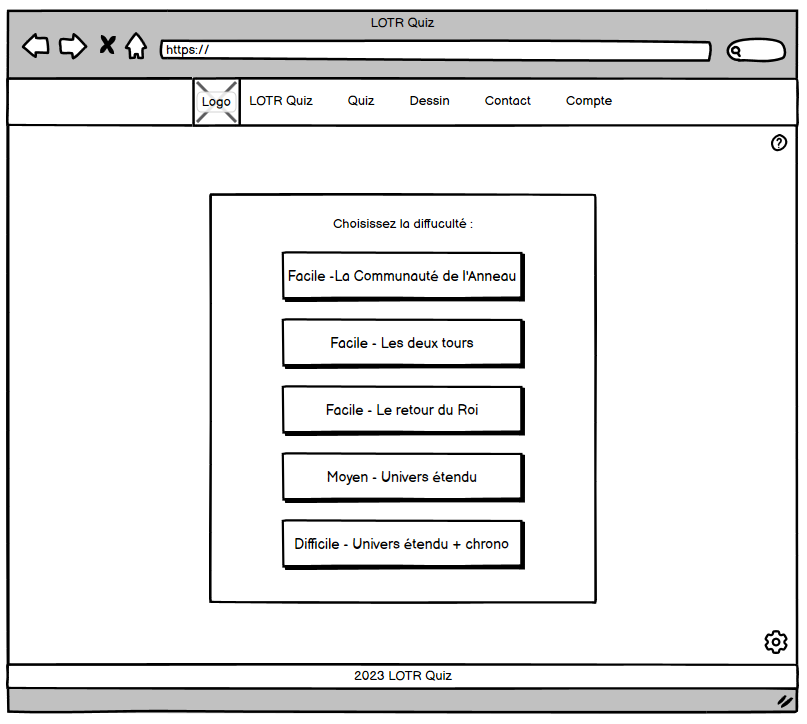 LOTR Quiz
https://
Logo LOTR Quiz Quiz Dessin Contact Compte
?
Choisissez la diffuculté :
Facile -La Communauté de l'Anneau
Facile - Les deux tours
Facile - Le retour du Roi
Moyen - Univers étendu
Difficile - Univers étendu + chrono
2023 LOTR Quiz